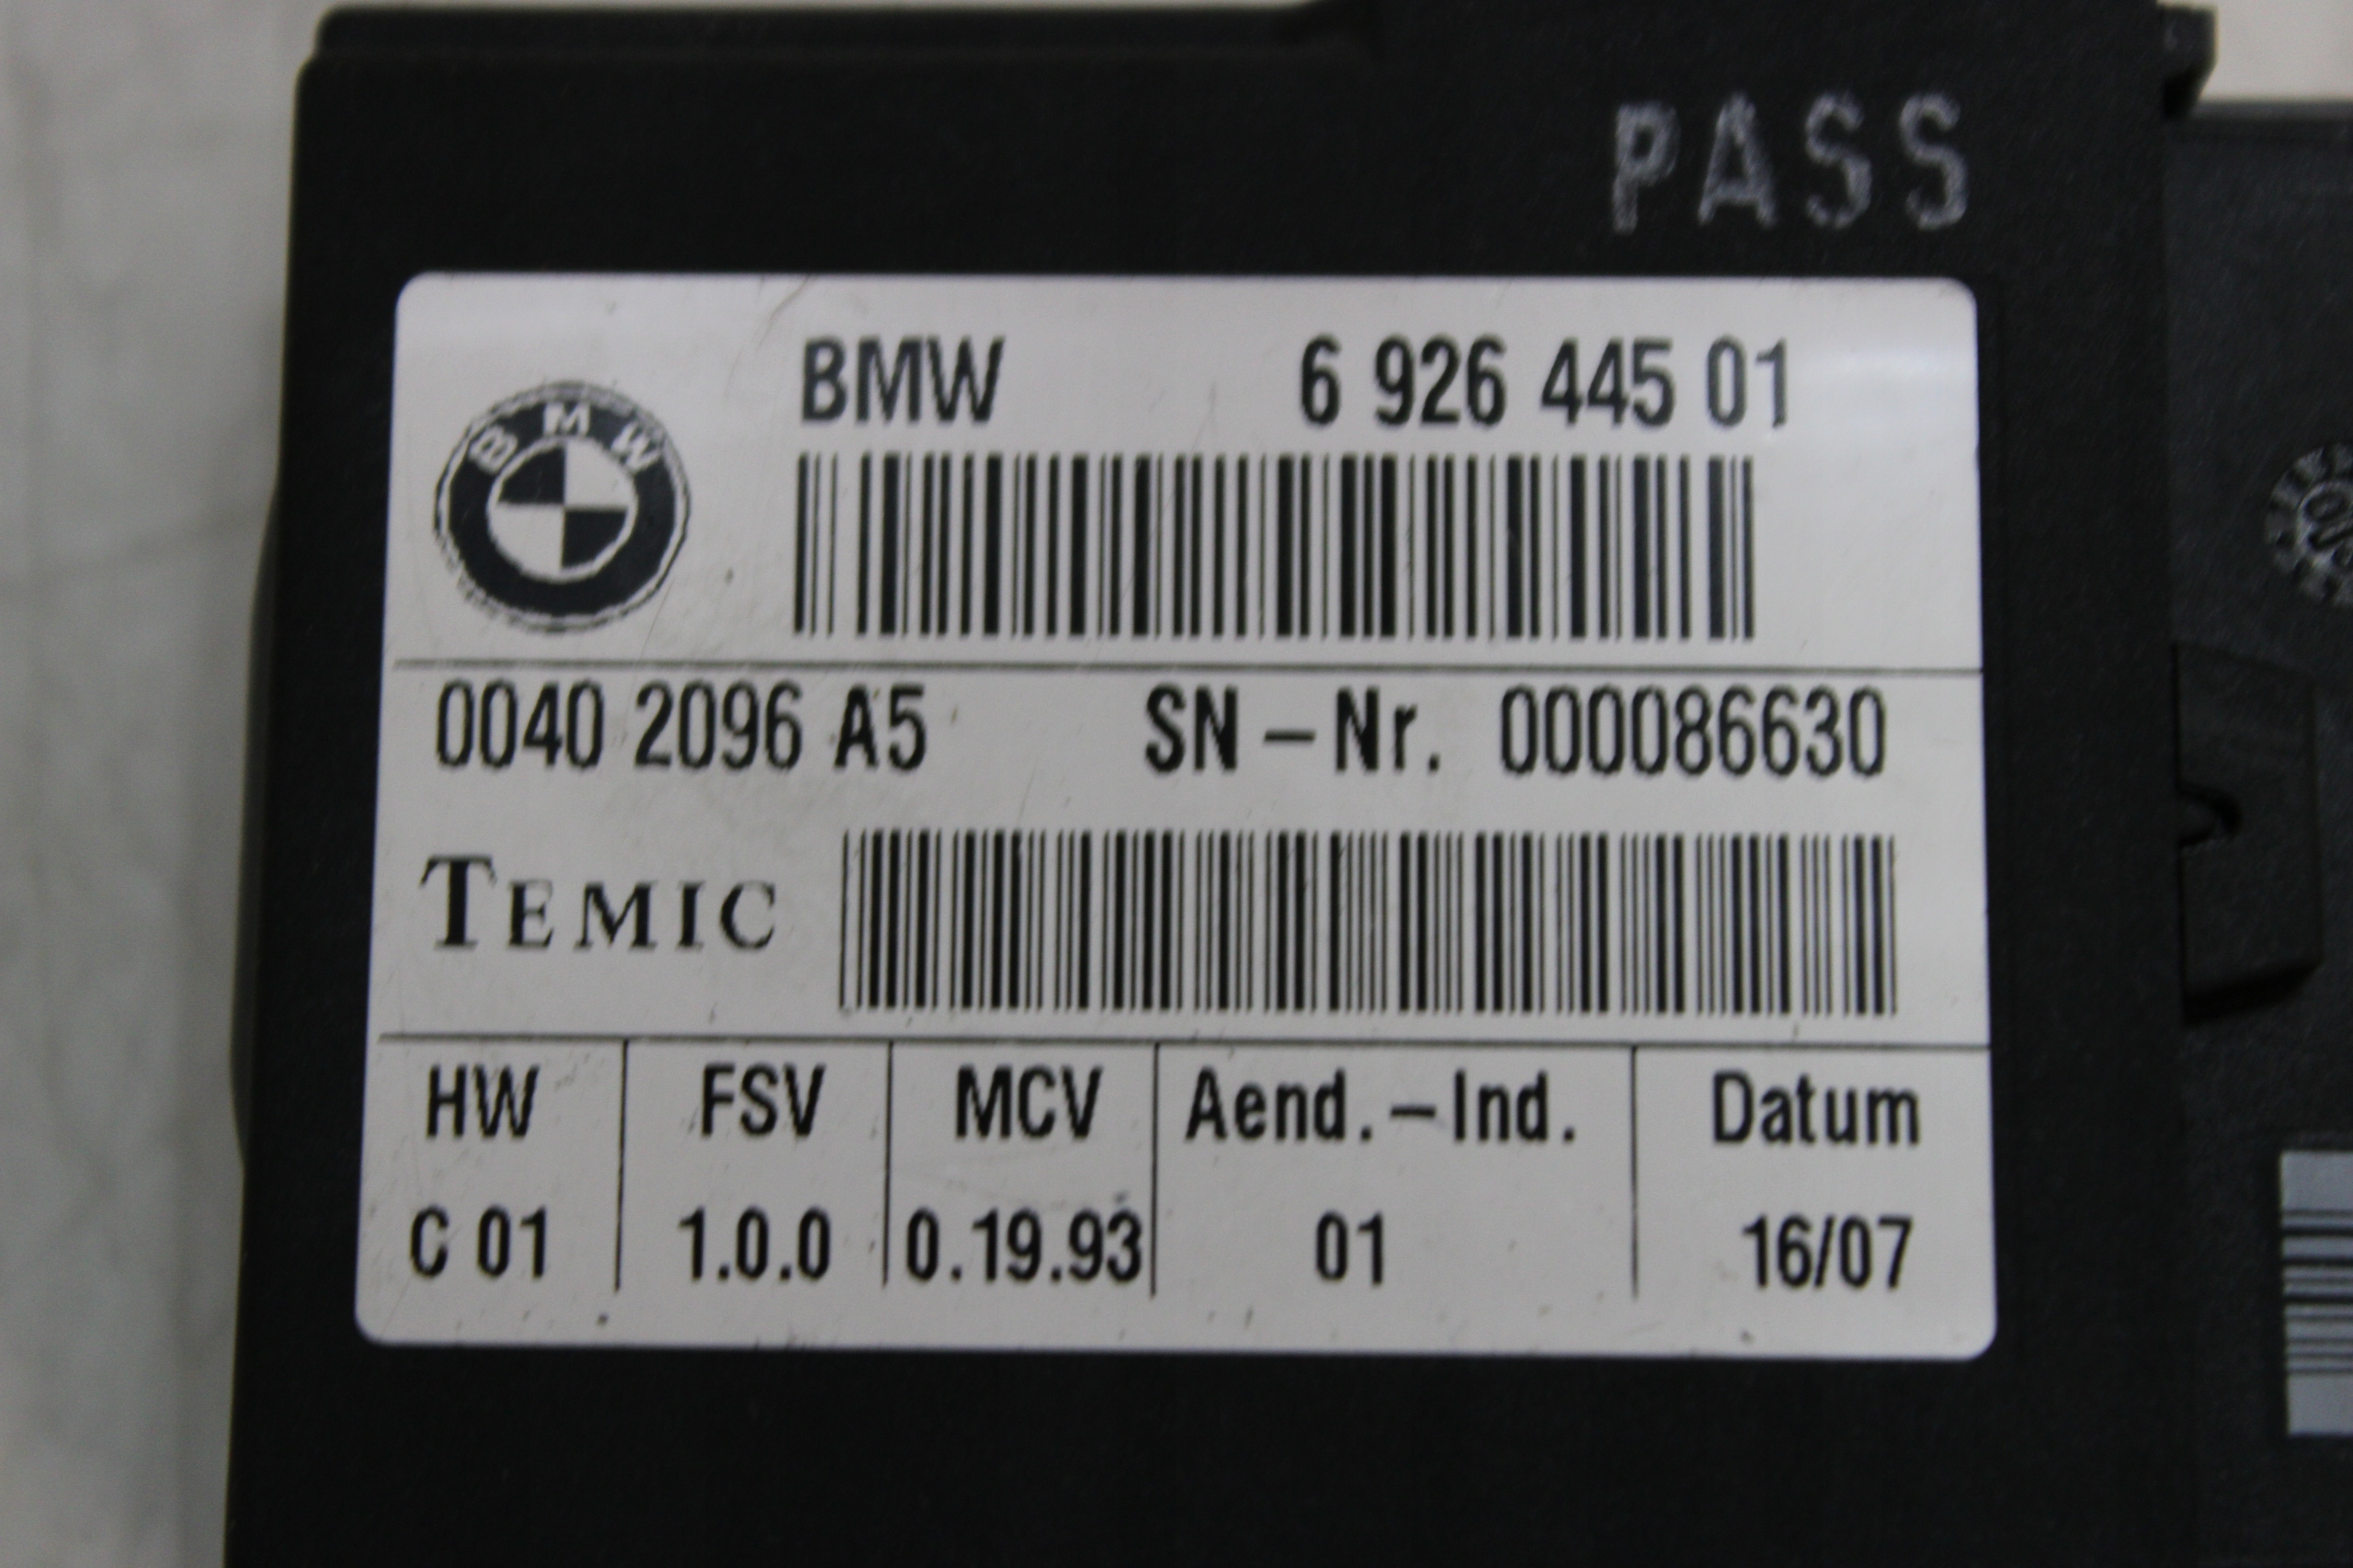 PASS
BMW 6 926 445 01
BMW
0040 2096 A5 SN-Nr. 000086630
TEMIC
HW FSV MCV Aend.-Ind. Datum
C 01 1.0.0 0.19.93 01 16/07